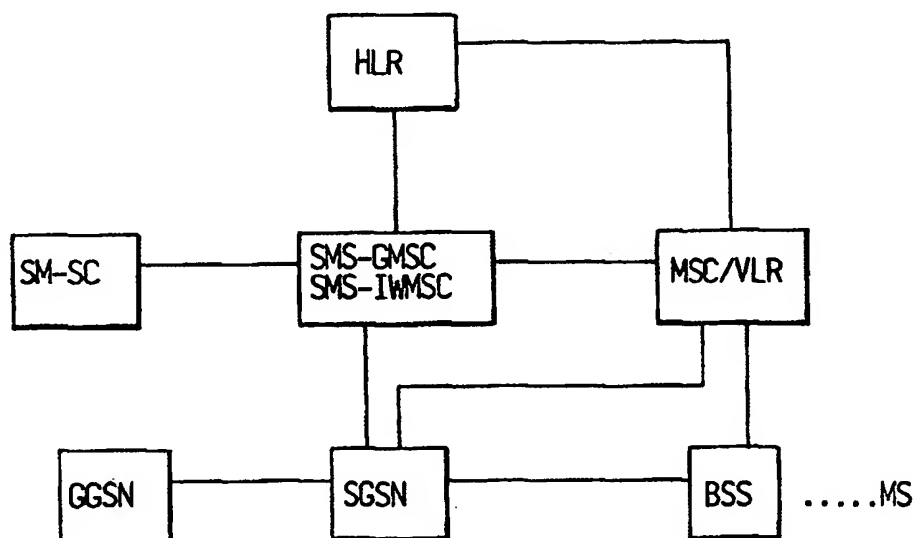 HLR
SM-SC
SMS-GMSC
SMS-IWMSC
MSC/VLR
GGSN
SGSN
BSS
.....MS